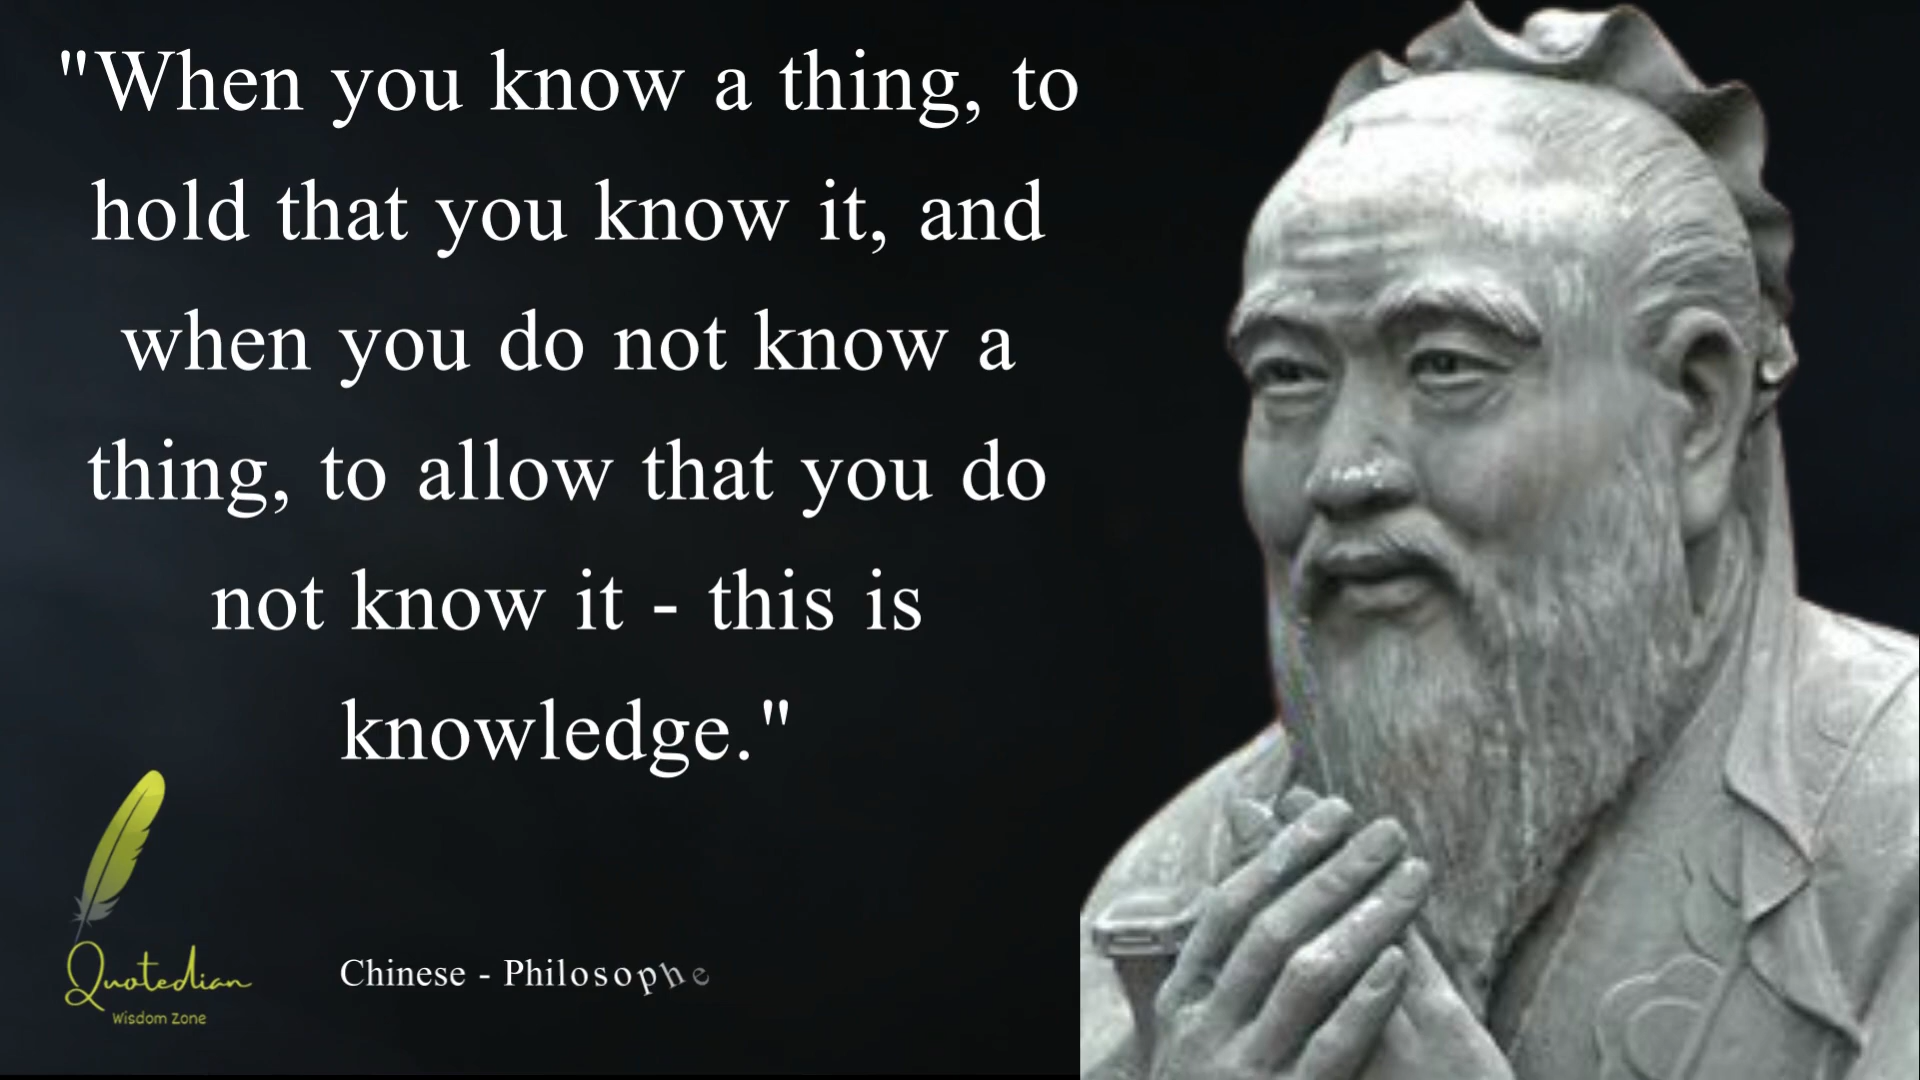 "When you know a thing, to
hold that you know it, and
when you do not know a
thing, to allow that you do
not know it - this is
knowledge."
Quotedian
Wisdom Zone
Chinese - Philosophe